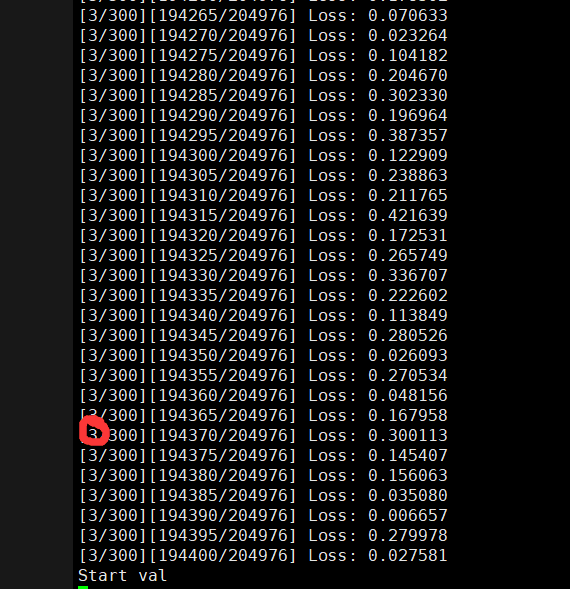 [3/300][194265/204976] Loss: 0.070633
[3/300][194270/204976] Loss: 0.023264
[3/300][194275/204976] Loss: 0.104182
[3/300][194280/204976] Loss: 0.204670
[3/300][194285/204976] Loss: 0.302330
[3/300][194290/204976] Loss: 0.196964
[3/300][194295/204976] Loss: 0.387357
[3/300][194300/204976] Loss: 0.122909
[3/300][194305/204976] Loss: 0.238863
[3/300][194310/204976] Loss: 0.211765
[3/300][194315/204976] Loss: 0.421639
[3/300][194320/204976] Loss: 0.172531
[3/300][194325/204976] Loss: 0.265749
[3/300][194330/204976] Loss: 0.336707
[3/300][194335/204976] Loss: 0.222602
[3/300][194340/204976] Loss: 0.113849
[3/300][194345/204976] Loss: 0.280526
[3/300][194350/204976] Loss: 0.026093
[3/300][194355/204976] Loss: 0.270534
[3/300][194360/204976] Loss: 0.048156
[3/300][194365/204976] Loss: 0.167958
[3/300][194370/204976] Loss: 0.300113
[3/300][194375/204976] Loss: 0.145407
[3/300][194380/204976] Loss: 0.156063
[3/300][194385/204976] Loss: 0.035080
[3/300][194390/204976] Loss: 0.006657
[3/300][194395/204976] Loss: 0.279978
[3/300][194400/204976] Loss: 0.027581
Start val